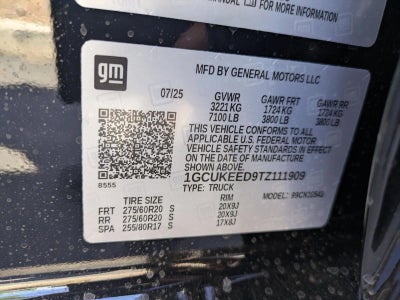 MANUAL FOR MORE INFORMATION
gm
MFD BY GENERAL MOTORS LLC
07/25 GVWR GAWR FRT GAWR RR
3221 KG 1724 KG 1724 KG
7100 LB 3800 LB 3800 LB
THIS VEHICLE CONFORMS TO ALL
APPLICABLE U.S. FEDERAL MOTOR
VEHICLE SAFETY STANDARDS IN EFFECT
ON THE DATE OF MANUFACTURE
SHOWN ABOVE.
1GCUKEED9TZ111909
8555
TYPE: TRUCK MODEL:
TIRE SIZE RIM
FRT 275/60R20 S 20X9J
RR 275/60R20 S 20X9J
SPA 255/80R17 S 17X8J